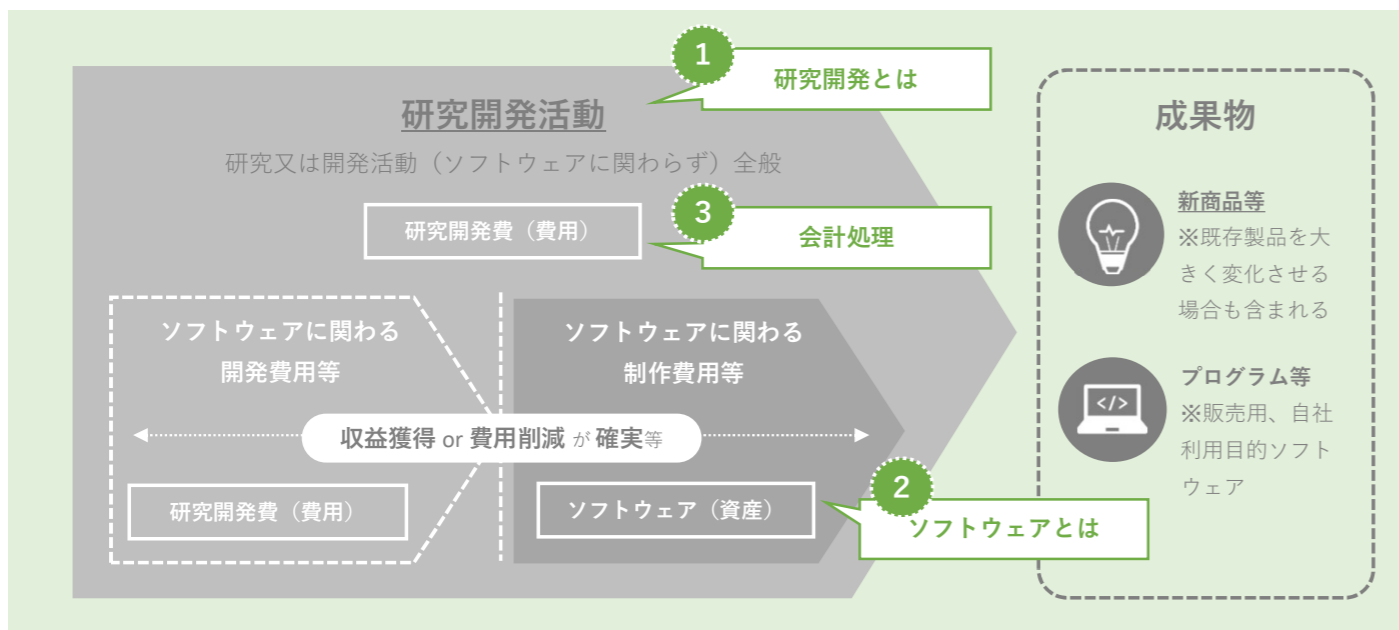 1
研究開発とは
研究開発活動
研究又は開発活動（ソフトウェアに関わらず）全般
研究開発費（費用）
3
会計処理
ソフトウェアに関わる
開発費用等
ソフトウェアに関わる
制作費用等
収益獲得 or 費用削減 が 確実等
研究開発費（費用）
ソフトウェア（資産）
2
ソフトウェアとは
成果物
新商品等
※既存製品を大
きく変化させる
場合も含まれる
プログラム等
※販売用、自社
利用目的ソフト
ウェア
</>